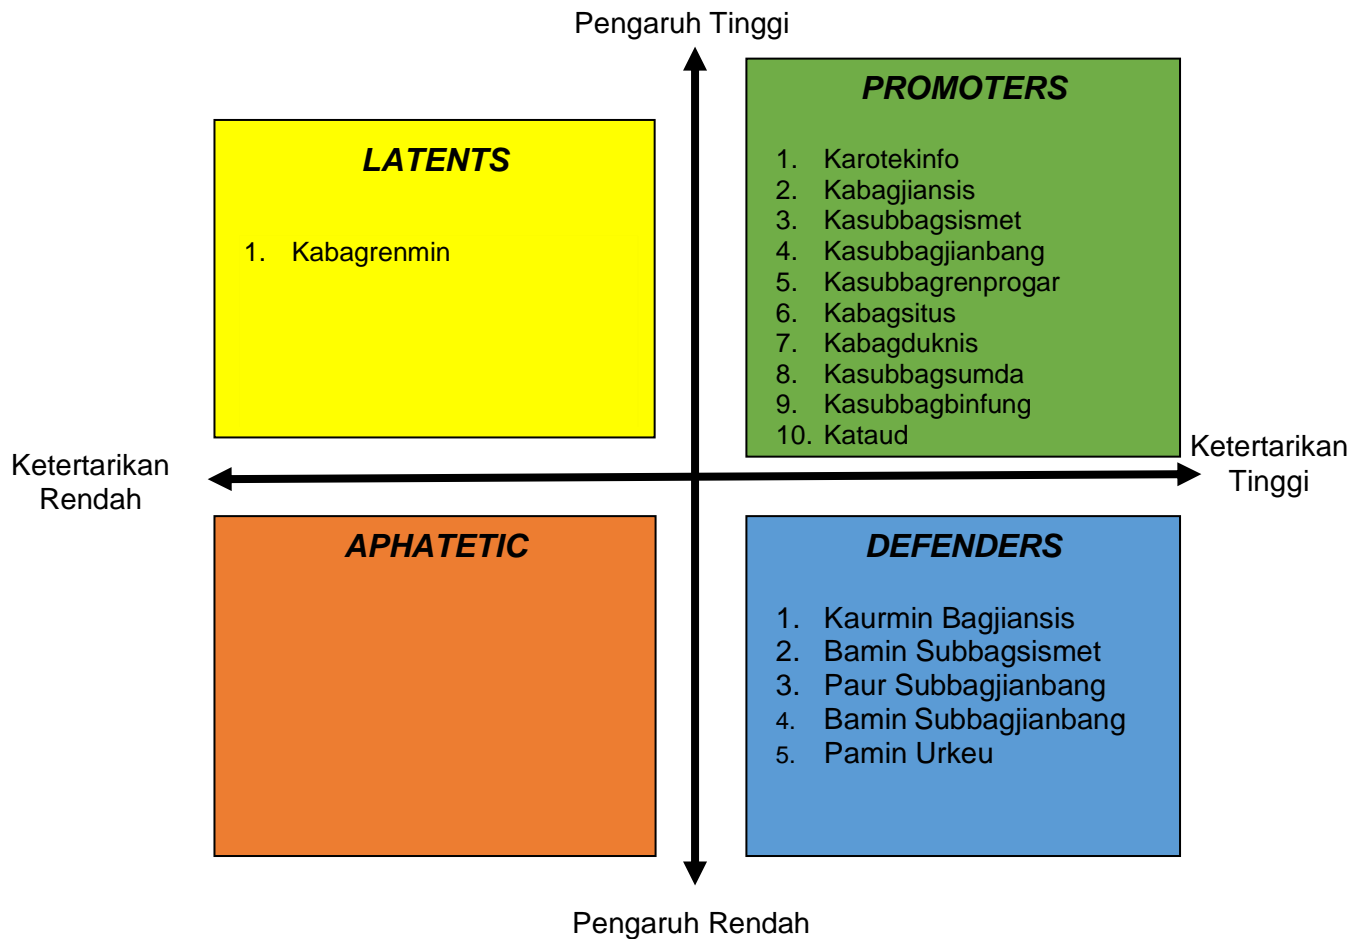 Pengaruh Tinggi
LATENTS
1. Kabagrenmin
PROMOTERS
1. Karotekinfo
2. Kabagjiansis
3. Kasubbagsismet
4. Kasubbagjianbang
5. Kasubbagrenprogar
6. Kabagsitus
7. Kabagduknis
8. Kasubbagsumda
9. Kasubbagbinfung
10. Kataud
Ketertarikan
Rendah
Ketertarikan
Tinggi
APHATETIC
DEFENDERS
1. Kaurmin Bagjiansis
2. Bamin Subbagsismet
3. Paur Subbagjianbang
4. Bamin Subbagjianbang
5. Pamin Urkeu
Pengaruh Rendah